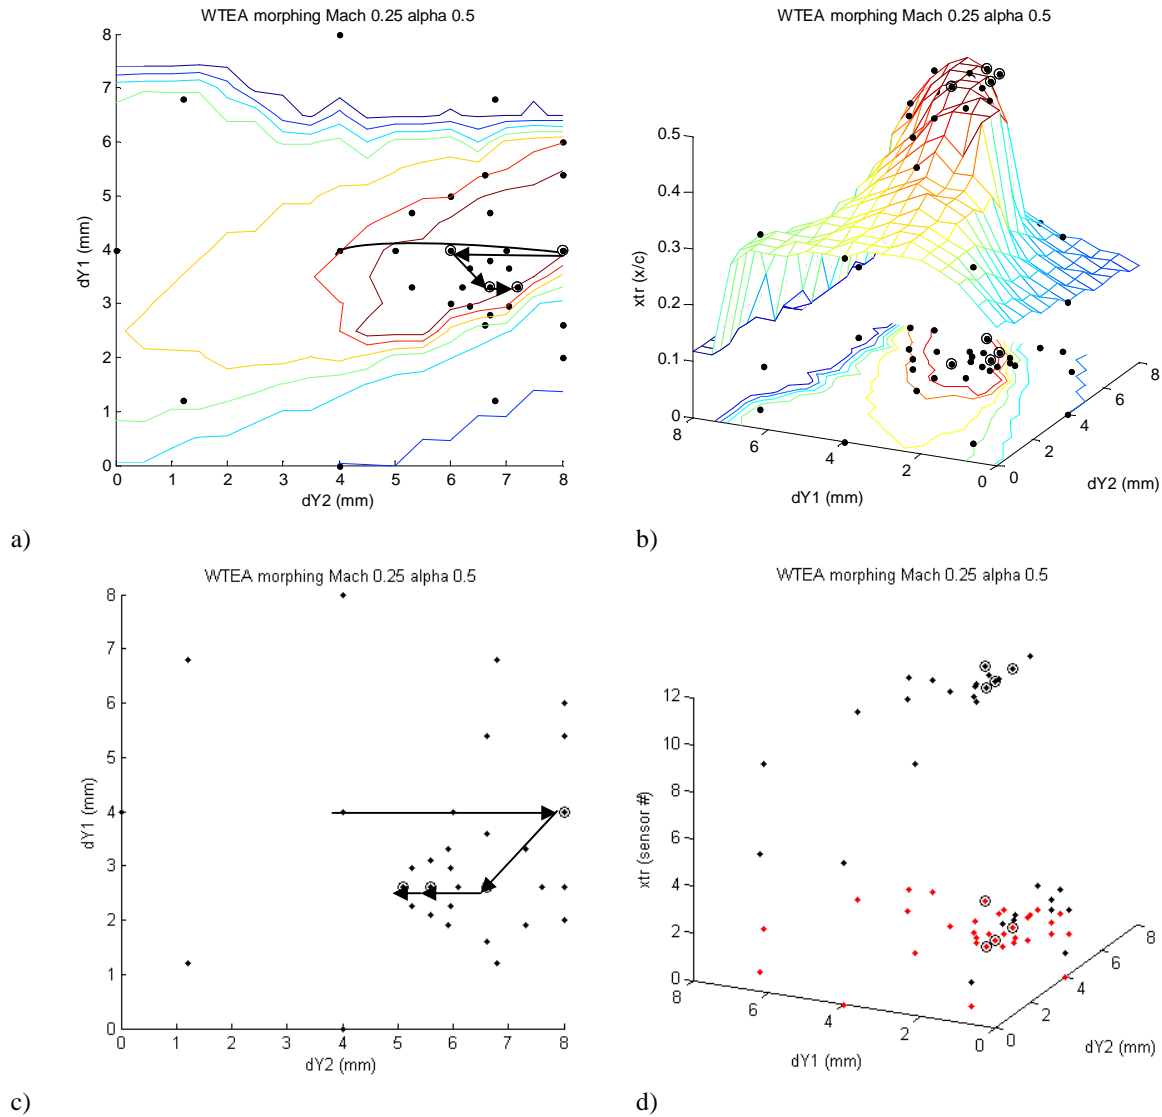 WTEA morphing Mach 0.25 alpha 0.5
8
7
6
5
4
3
2
1
0
dY1 (mm)
0 1 2 3 4 5 6 7 8
dY2 (mm)
a)
WTEA morphing Mach 0.25 alpha 0.5
0.5
0.4
0.3
0.2
0.1
0
xtr (x/c)
8 6 4 2 0
dY1 (mm)
0 2 4 6 8
dY2 (mm)
b)
WTEA morphing Mach 0.25 alpha 0.5
8
7
6
5
4
3
2
1
0
dY1 (mm)
0 1 2 3 4 5 6 7 8
dY2 (mm)
c)
WTEA morphing Mach 0.25 alpha 0.5
12
10
8
6
4
2
0
xtr (sensor #)
8 6 4 2 0
dY1 (mm)
0 2 4 6 8
dY2 (mm)
d)